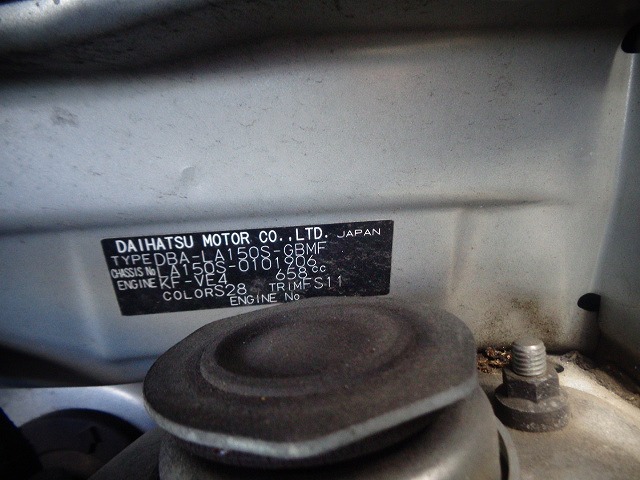 DAIHATSU MOTOR CO.,LTD. JAPAN
TYPE DBA-LA150S-GBMF
CHASSIS No LA150S-0101906
ENGINE KF-VE4 658cc
COLOR S28 TRIM FS11
ENGINE No